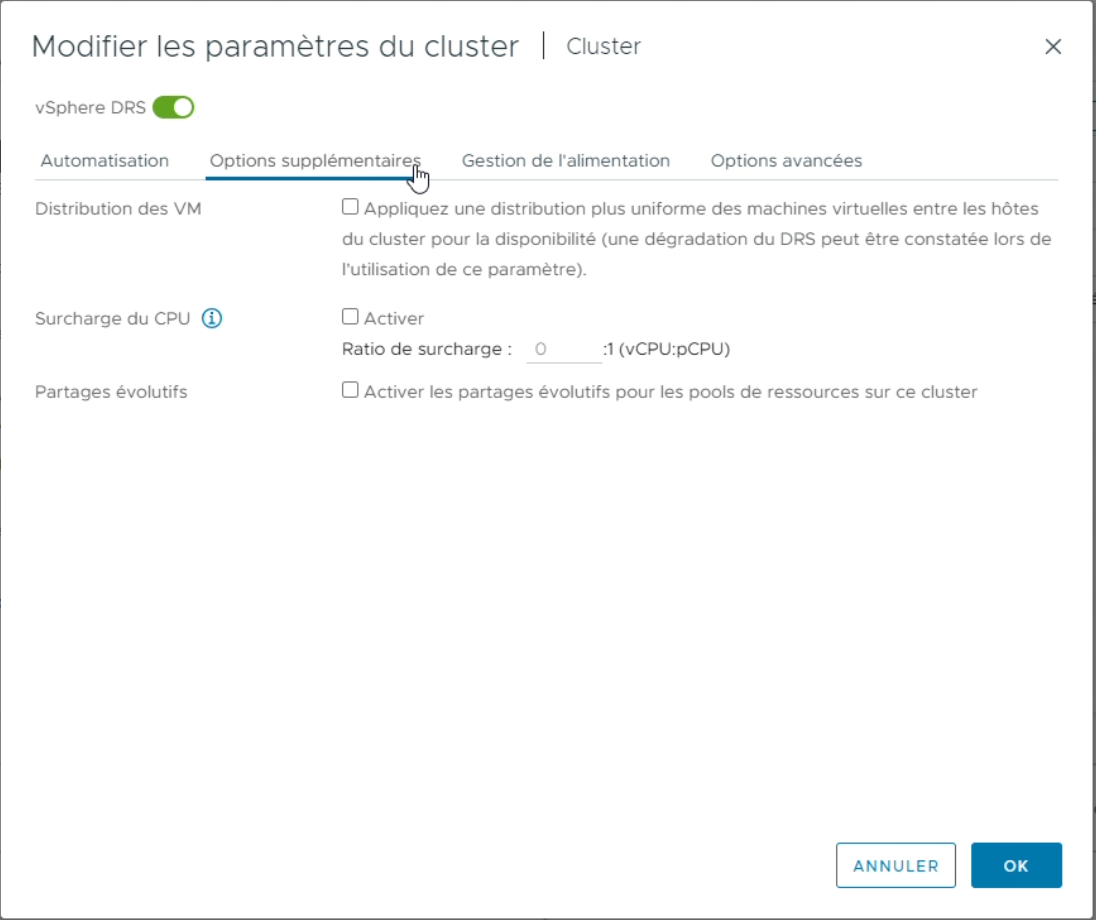 Modifier les paramètres du cluster | Cluster
vSphere DRS
Automatisation Options supplémentaires Gestion de l'alimentation Options avancées
Distribution des VM
Appliquez une distribution plus uniforme des machines virtuelles entre les hôtes
du cluster pour la disponibilité (une dégradation du DRS peut être constatée lors de
l'utilisation de ce paramètre).
Surcharge du CPU
Activer
Ratio de surcharge : 0 :1 (vCPU:pCPU)
Partages évolutifs
Activer les partages évolutifs pour les pools de ressources sur ce cluster
ANNULER OK